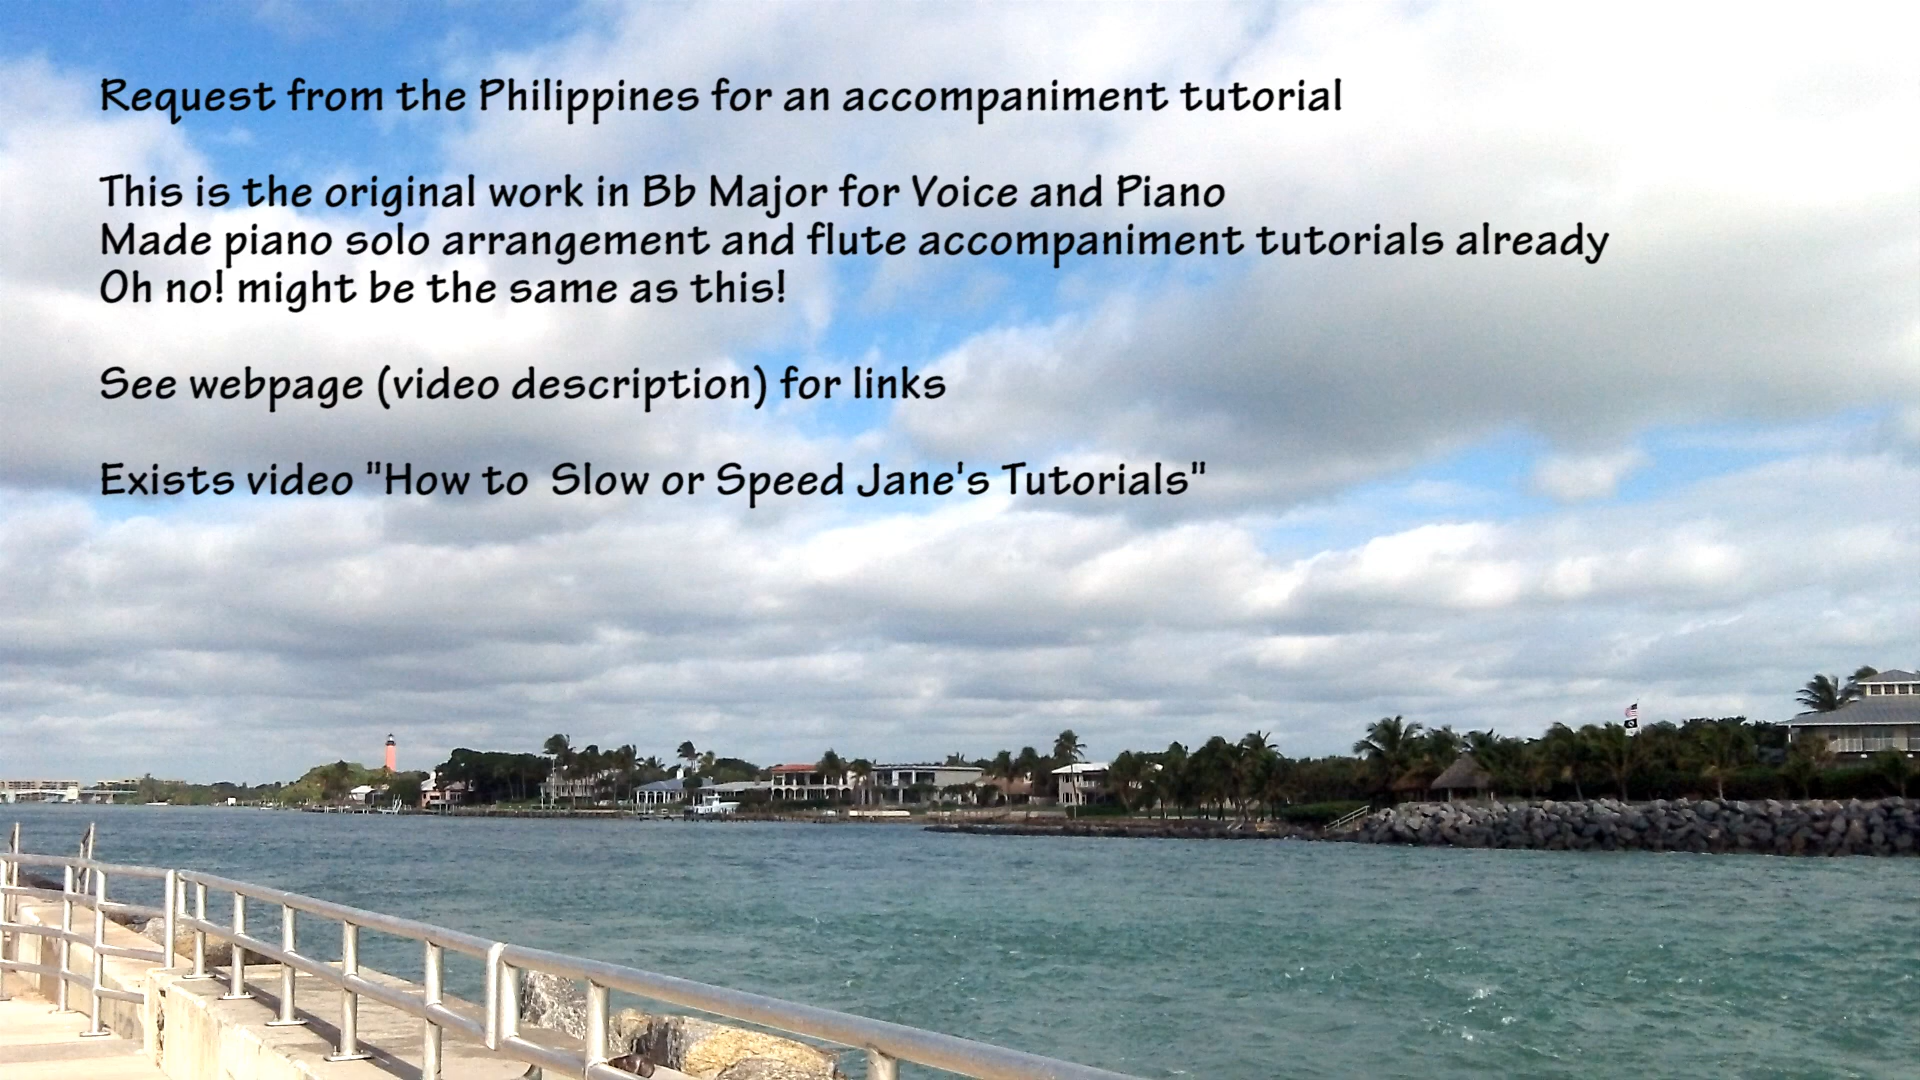 Request from the Philippines for an accompaniment tutorial
This is the original work in Bb Major for Voice and Piano
Made piano solo arrangement and flute accompaniment tutorials already
Oh no! might be the same as this!
See webpage (video description) for links
Exists video "How to  Slow or Speed Jane's Tutorials"